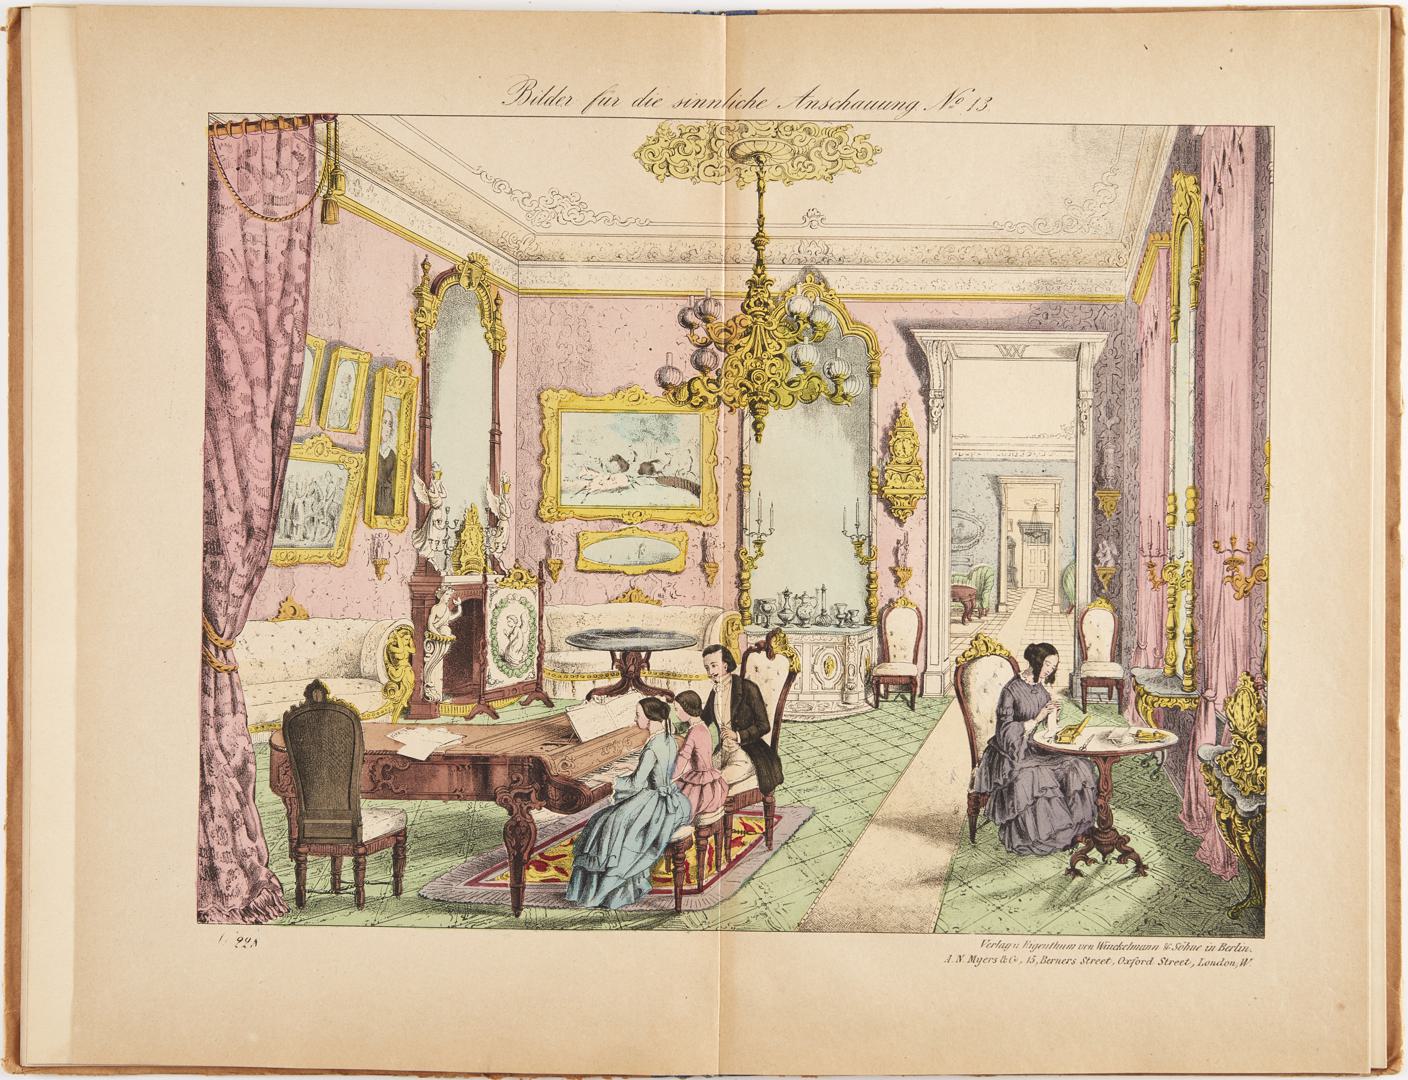 Bilder für die sinnliche Anschauung No 13.
228
Verlag u Eigenthum von Winckelmann & Söhne in Berlin.
A. N. Myers & Co, 15, Berners Street, Oxford Street, London, W.